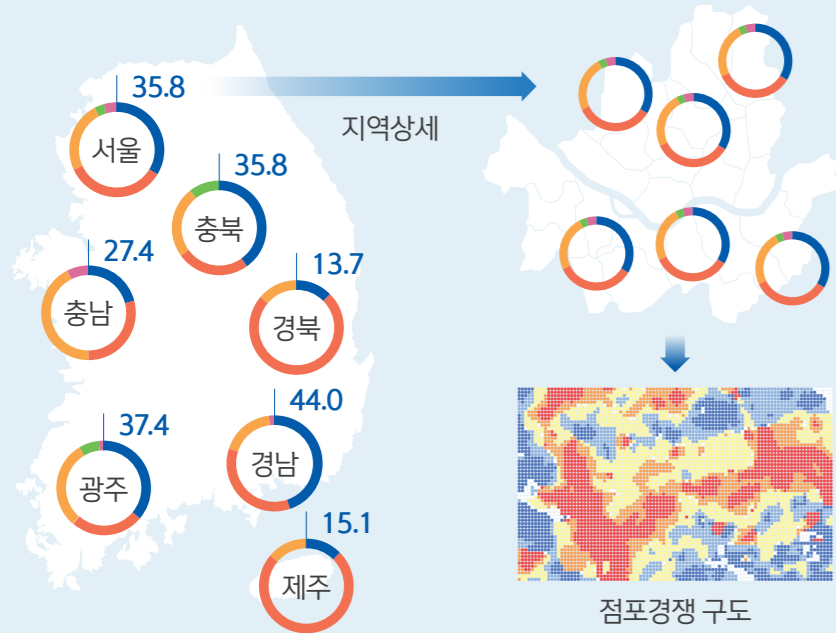 35.8
서울
지역상세
35.8
충북
27.4
충남
13.7
경북
37.4
광주
44.0
경남
15.1
제주
점포경쟁 구도